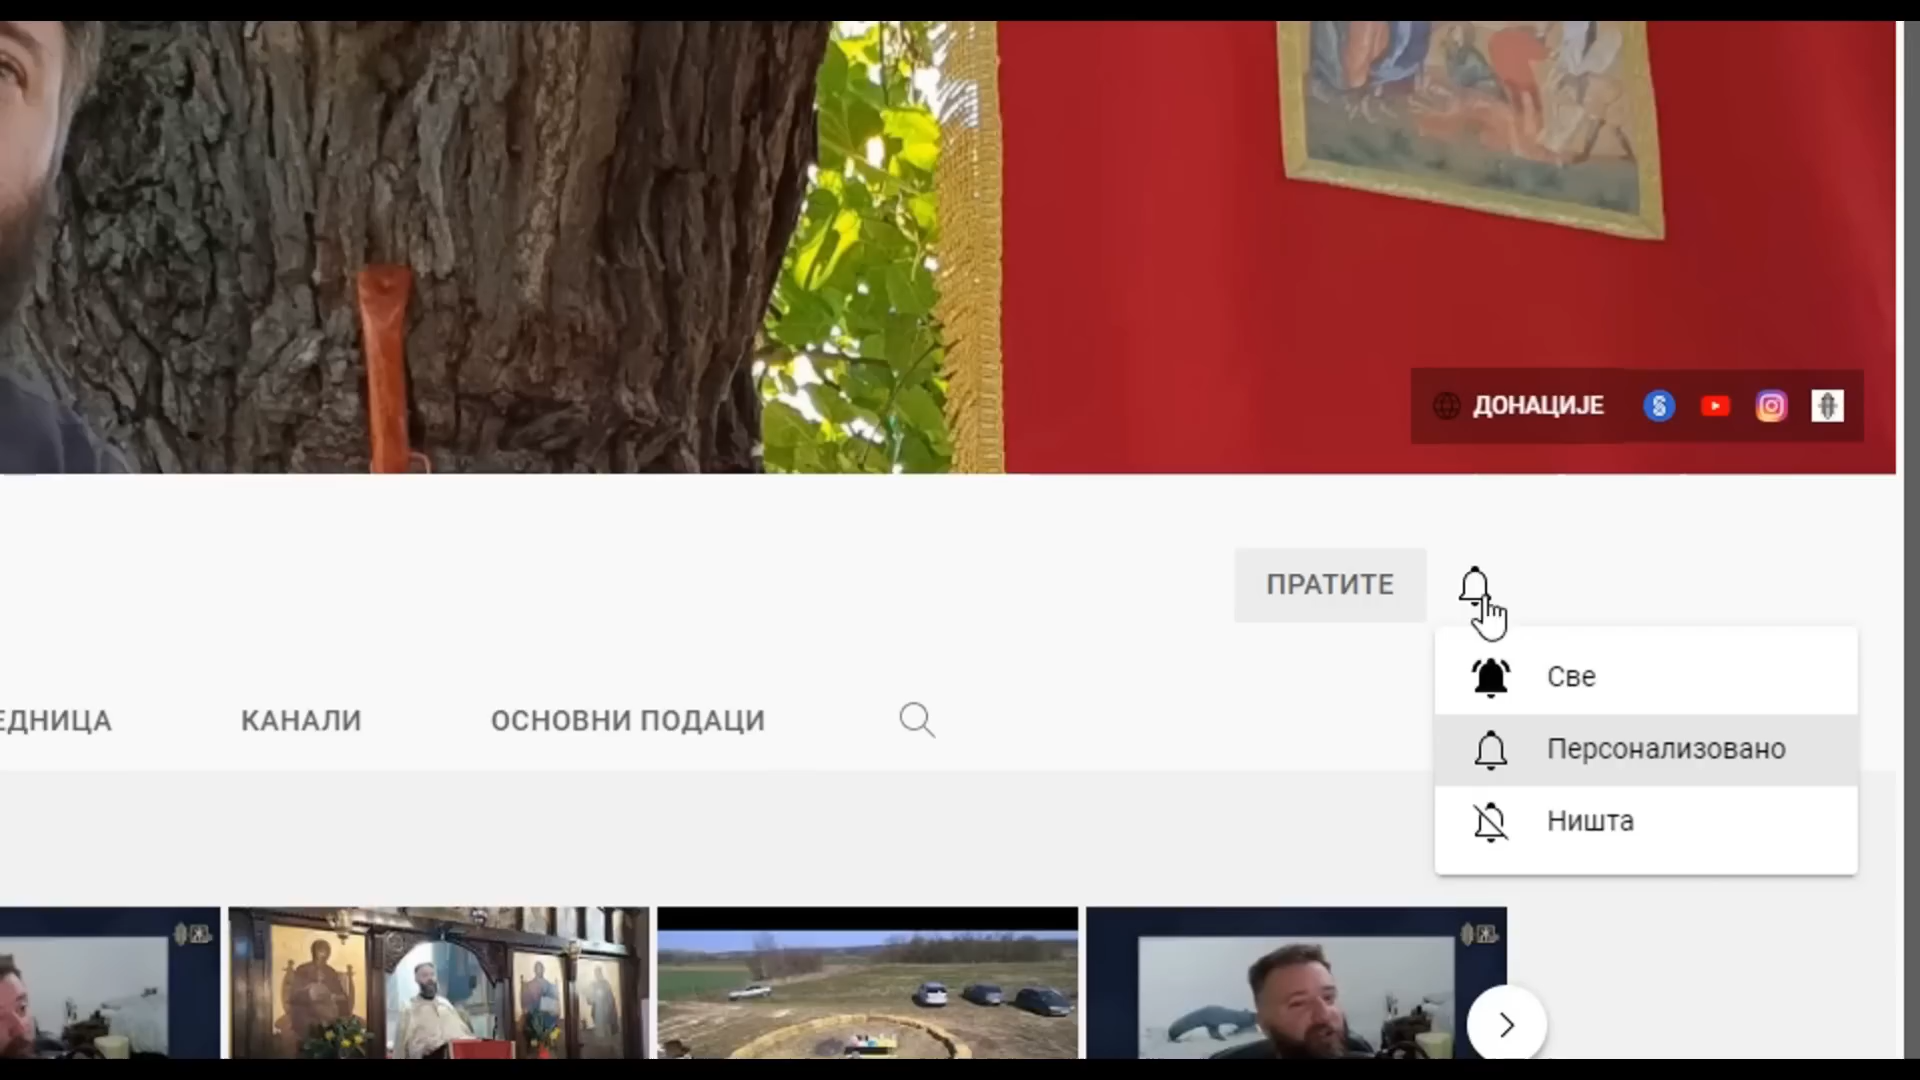 ДОНАЦИЈЕ
ПРАТИТЕ
Све
Персонализовано
Ништа
ЕДНИЦА КАНАЛИ ОСНОВНИ ПОДАЦИ